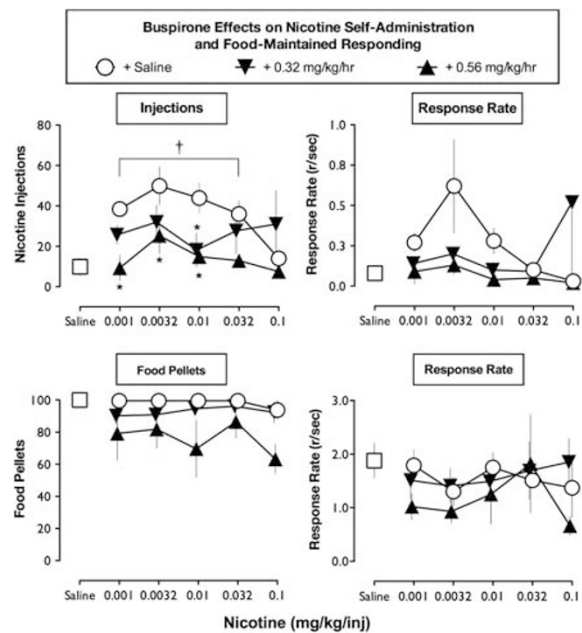 Buspirone Effects on Nicotine Self-Administration
and Food-Maintained Responding
+ Saline + 0.32 mg/kg/hr + 0.56 mg/kg/hr
Injections
Nicotine Injections
80
60
40
20
0
†
*
*
*
*
Saline 0.001 0.0032 0.01 0.032 0.1
Response Rate
Response Rate (r/sec)
1.0
0.8
0.5
0.3
0.0
Saline 0.001 0.0032 0.01 0.032 0.1
Food Pellets
Food Pellets
100
80
60
40
20
0
Saline 0.001 0.0032 0.01 0.032 0.1
Response Rate
Response Rate (r/sec)
3.0
2.0
1.0
0.0
Saline 0.001 0.0032 0.01 0.032 0.1
Nicotine (mg/kg/inj)